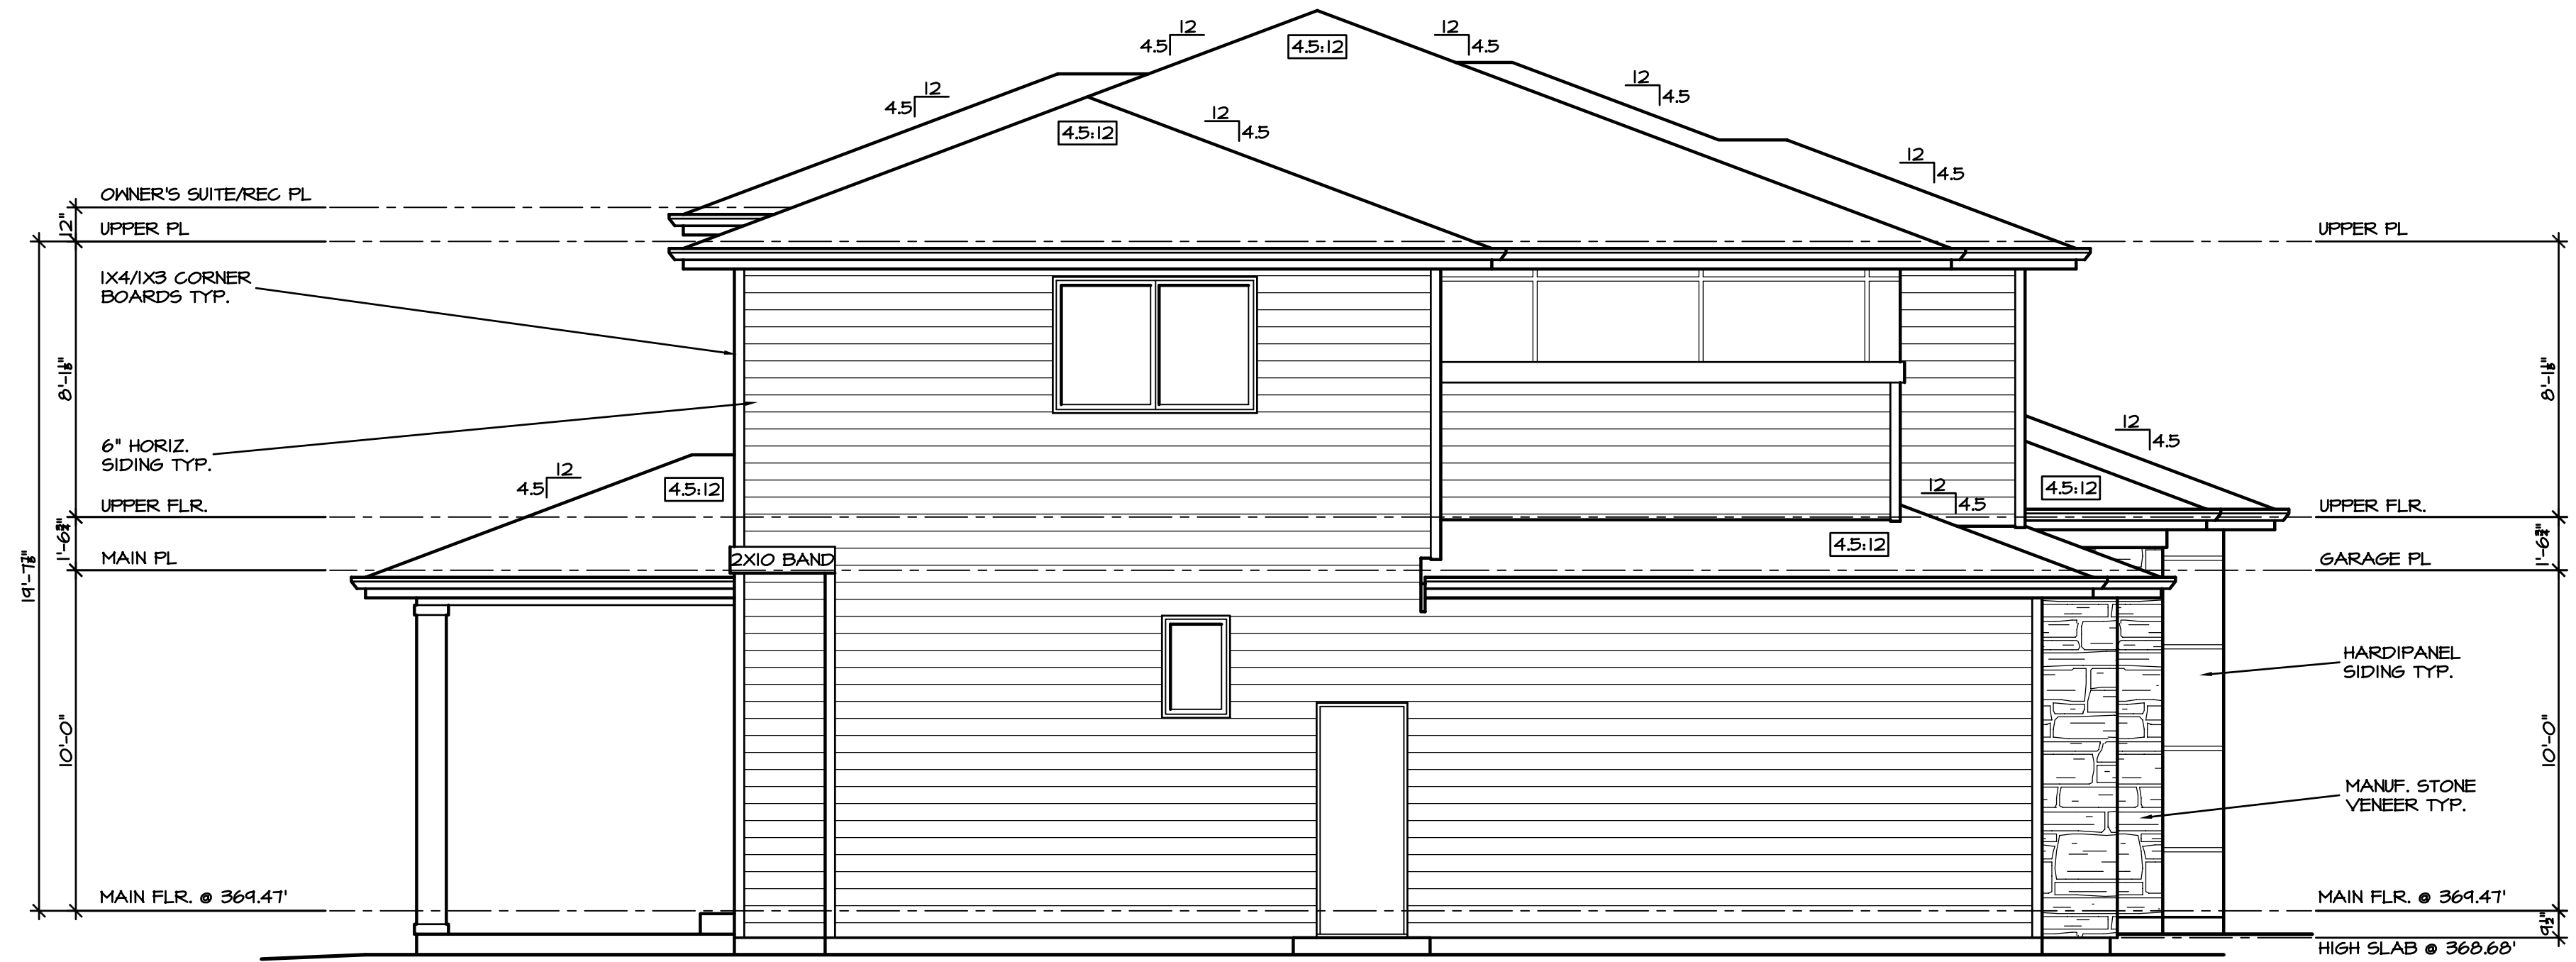 12
4.5
4.5:12
12
4.5
12
4.5
12
4.5
12
4.5
4.5:12
12
4.5
OWNER'S SUITE/REC PL
12"
UPPER PL
UPPER PL
1X4/1X3 CORNER
BOARDS TYP.
8'-1⅛"
8'-1⅛"
6" HORIZ.
SIDING TYP.
12
4.5
4.5:12
12
4.5
4.5:12
12
4.5
UPPER FLR.
UPPER FLR.
1'-6¾"
1'-6¾"
4.5:12
MAIN PL
2X10 BAND
GARAGE PL
19'-7⅞"
10'-0"
10'-0"
HARDIPANEL
SIDING TYP.
MANUF. STONE
VENEER TYP.
MAIN FLR. @ 369.47'
MAIN FLR. @ 369.47'
9½"
HIGH SLAB @ 368.68'